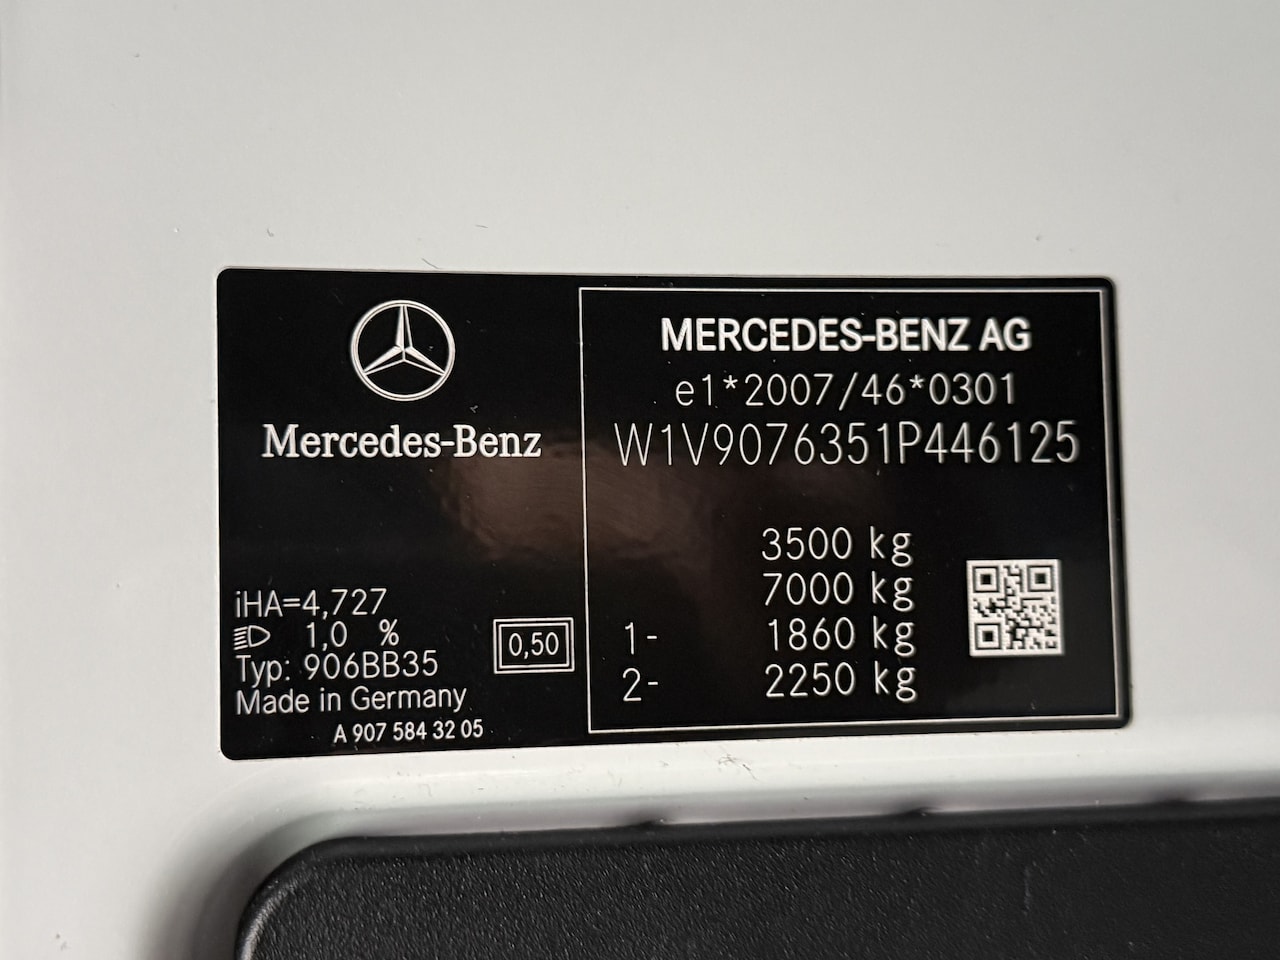 Mercedes-Benz
iHA=4,727
1,0 %
Typ: 906BB35
Made in Germany
A 907 584 32 05
0,50
MERCEDES-BENZ AG
e1*2007/46*0301
W1V9076351P446125
3500 kg
7000 kg
1- 1860 kg
2- 2250 kg